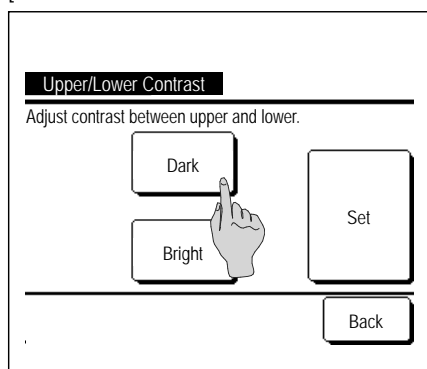 Upper/Lower Contrast
Adjust contrast between upper and lower.
Dark
Set
Bright
Back